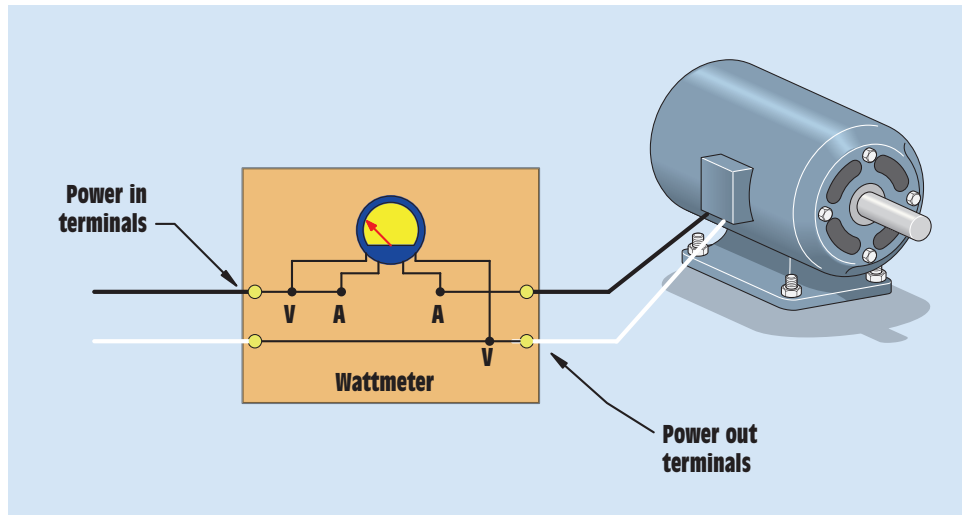 Power in
terminals
V A A
V
Wattmeter
Power out
terminals